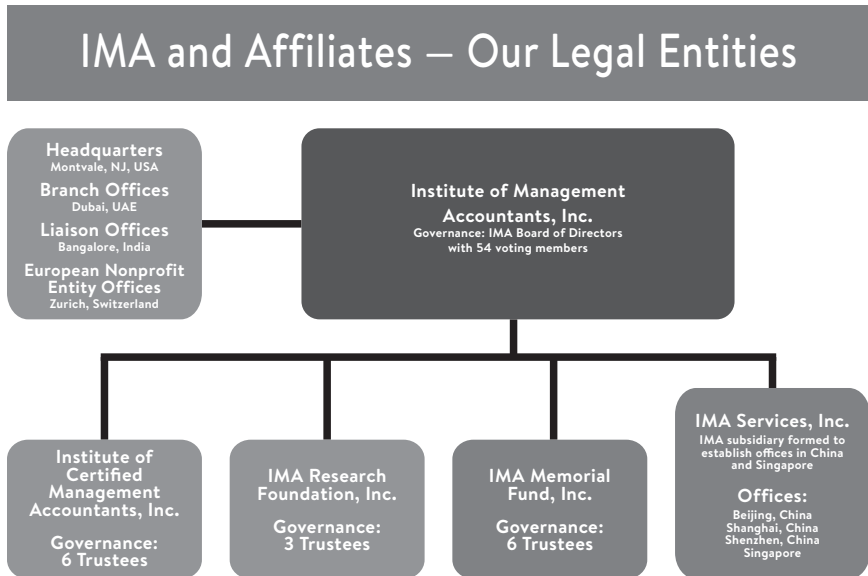 IMA and Affiliates – Our Legal Entities
Headquarters
Montvale, NJ, USA
Branch Offices
Dubai, UAE
Liaison Offices
Bangalore, India
European Nonprofit
Entity Offices
Zurich, Switzerland
Institute of Management
Accountants, Inc.
Governance: IMA Board of Directors
with 54 voting members
Institute of
Certified
Management
Accountants, Inc.
Governance:
6 Trustees
IMA Research
Foundation, Inc.
Governance:
3 Trustees
IMA Memorial
Fund, Inc.
Governance:
6 Trustees
IMA Services, Inc.
IMA subsidiary formed to
establish offices in China
and Singapore
Offices:
Beijing, China
Shanghai, China
Shenzhen, China
Singapore